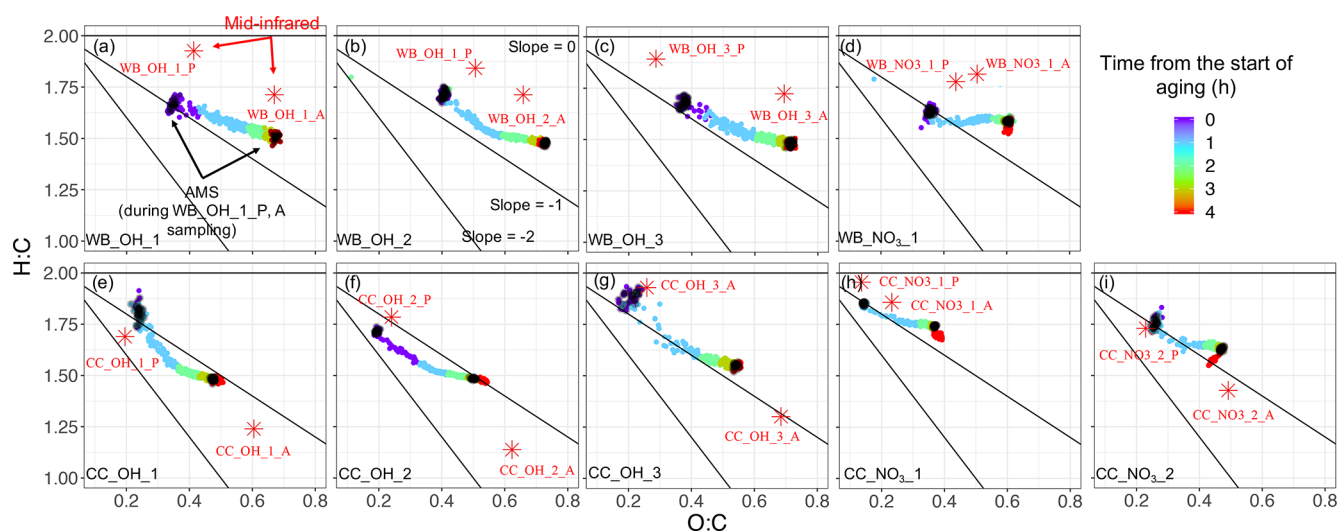 Mid-infrared
2.00
1.75
1.50
1.25
1.00
H:C
(a)
WB_OH_1_P
WB_OH_1_A
AMS
(during WB_OH_1_P, A
sampling)
WB_OH_1
(b)
Slope = 0
WB_OH_1_P
WB_OH_2_A
Slope = -1
Slope = -2
WB_OH_2
(c)
WB_OH_3_P
WB_OH_3_A
WB_OH_3
(d)
WB_NO3_1_P
WB_NO3_1_A
WB_NO₃_1
Time from the start of
aging (h)
0
1
2
3
4
2.00
1.75
1.50
1.25
1.00
(e)
CC_OH_1_P
CC_OH_1_A
CC_OH_1
(f)
CC_OH_2_P
CC_OH_2_A
CC_OH_2
(g)
CC_OH_3_A
CC_OH_3_A
CC_OH_3
(h)
CC_NO3_1_P
CC_NO3_1_A
CC_NO₃_1
(i)
CC_NO3_2_P
CC_NO3_2_A
CC_NO₃_2
0.2 0.4 0.6 0.8
0.2 0.4 0.6 0.8
0.2 0.4 0.6 0.8
0.2 0.4 0.6 0.8
0.2 0.4 0.6 0.8
O:C